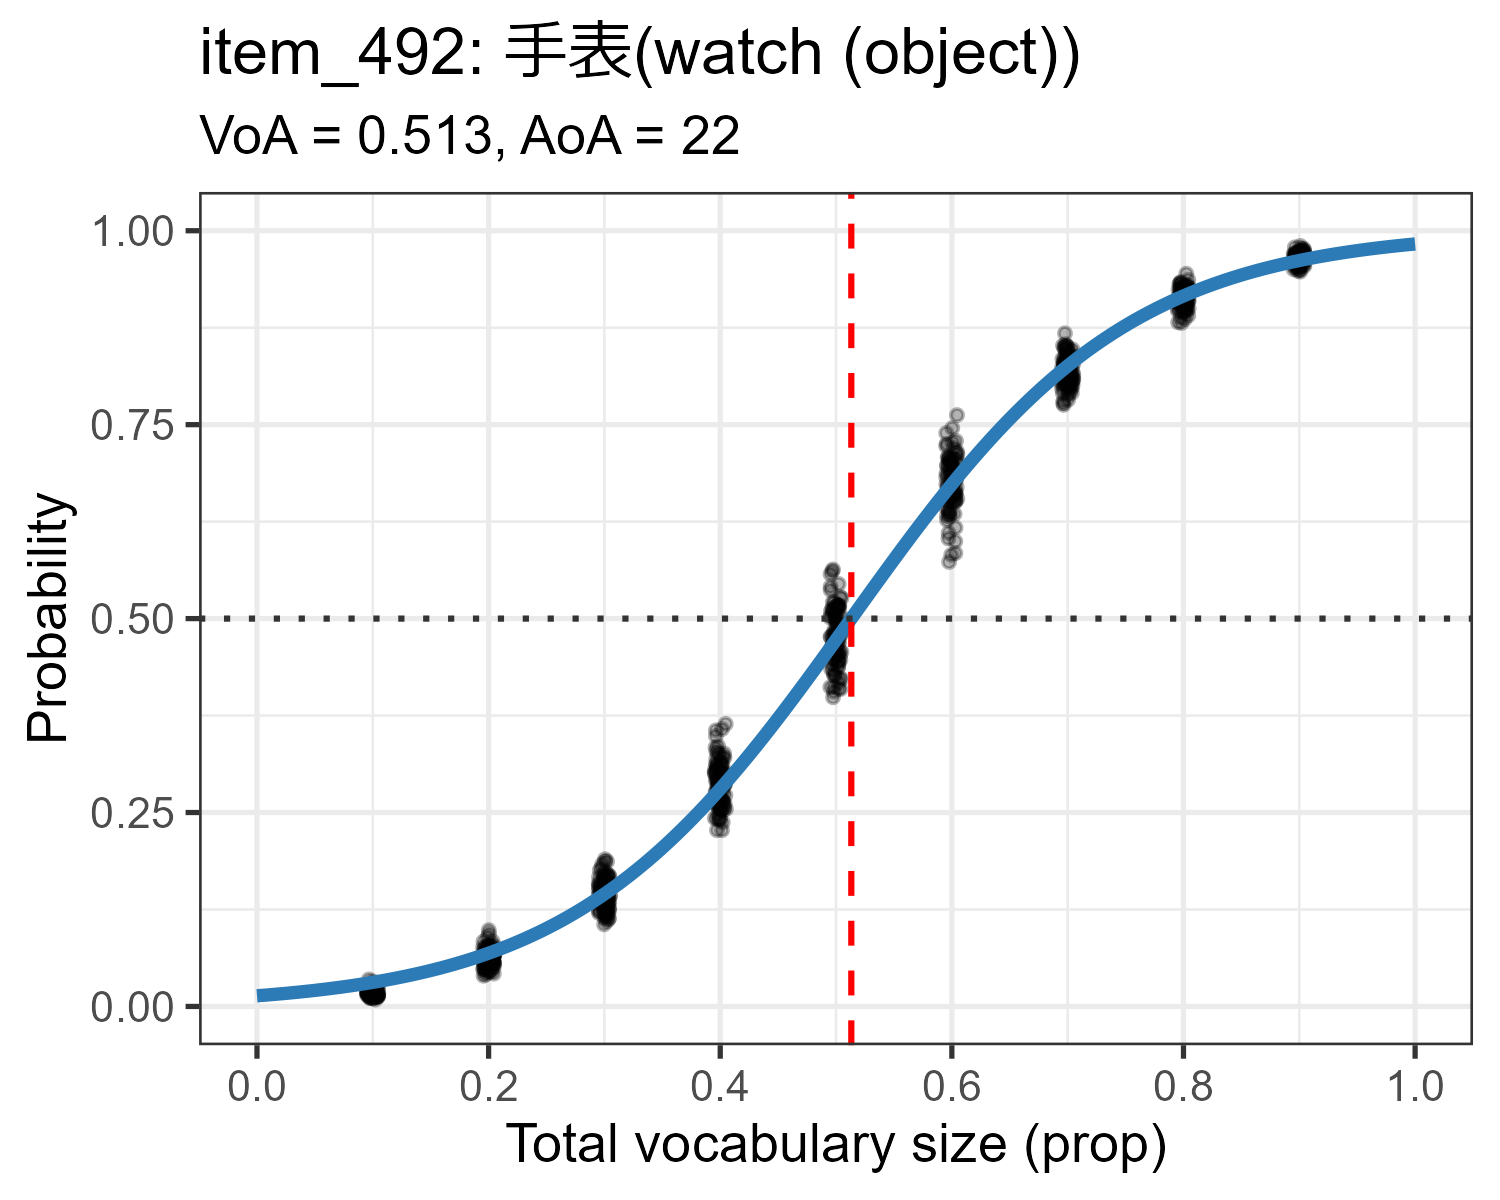 item_492: 手表(watch (object))
VoA = 0.513, AoA = 22
1.00
0.75
0.50
0.25
0.00
Probability
0.0 0.2 0.4 0.6 0.8 1.0
Total vocabulary size (prop)